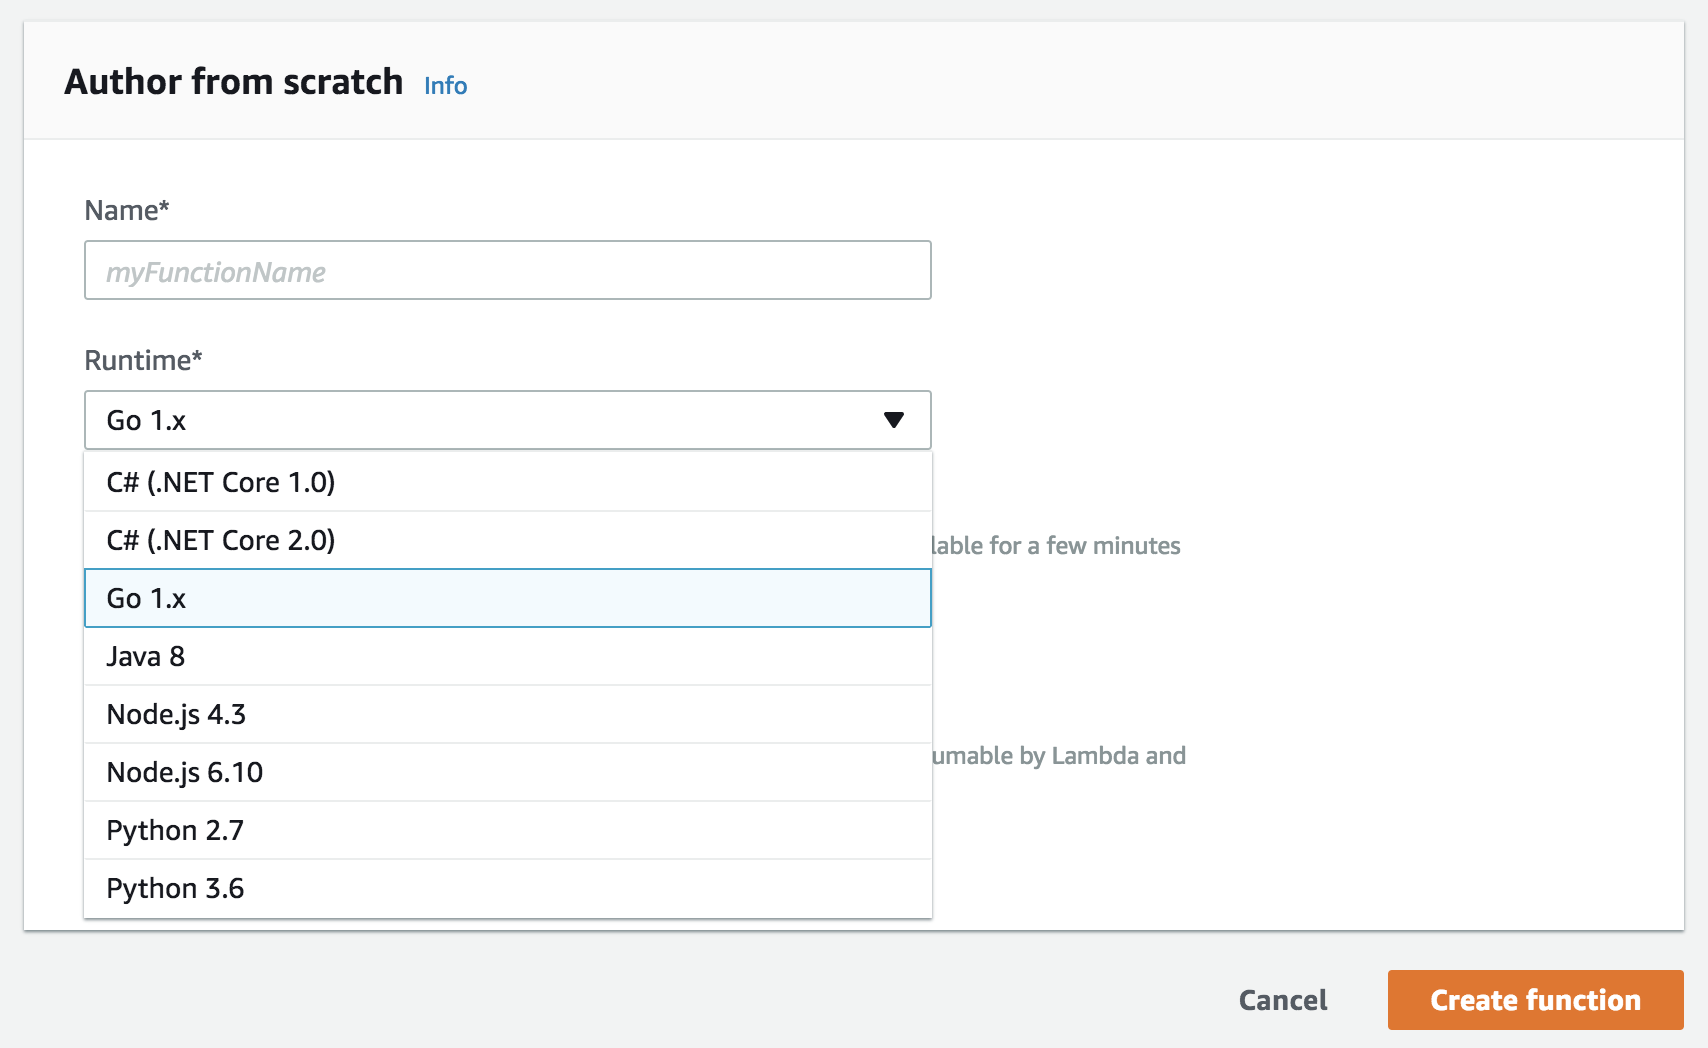 Author from scratch Info
Name*
myFunctionName
Runtime*
Go 1.x
C# (.NET Core 1.0)
C# (.NET Core 2.0)
lable for a few minutes
Go 1.x
Java 8
Node.js 4.3
umable by Lambda and
Node.js 6.10
Python 2.7
Python 3.6
Cancel
Create function